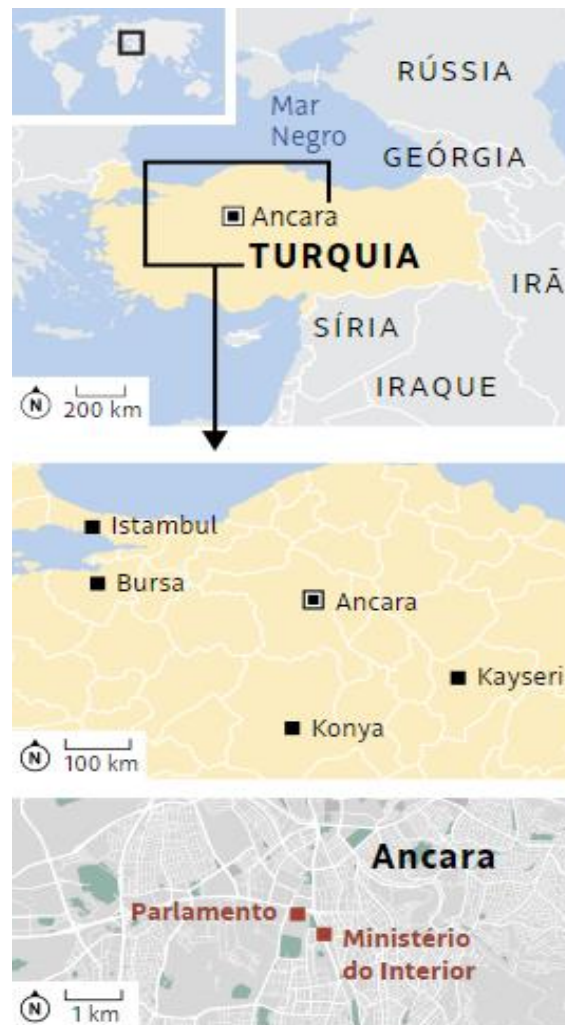 RÚSSIA
Mar
Negro
GEÓRGIA
Ancara
TURQUIA
IRÃ
SÍRIA
IRAQUE
N 200 km
Istambul
Bursa
Ancara
Kayseri
Konya
N 100 km
Ancara
Parlamento
Ministério
do Interior
N 1 km